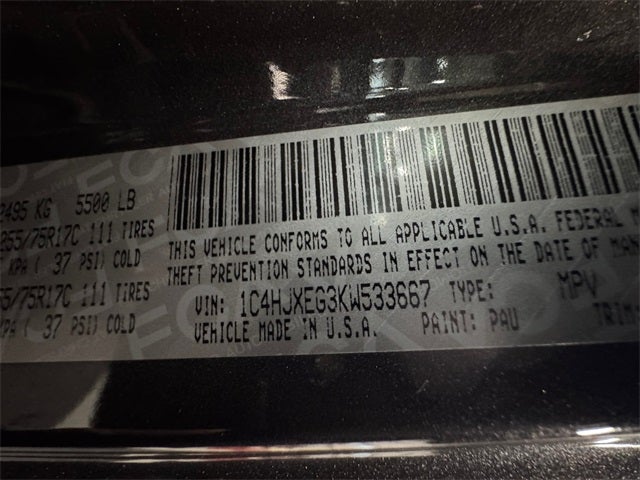 2495 KG 5500 LB
255/75R17C 111 TIRES
KPA ( 37 PSI) COLD
55/75R17C 111 TIRES
KPA ( 37 PSI) COLD
THIS VEHICLE CONFORMS TO ALL APPLICABLE U.S.A. FEDERAL
THEFT PREVENTION STANDARDS IN EFFECT ON THE DATE OF MAN
VIN: 1C4HJXEG3KW533667 TYPE: MPV
VEHICLE MADE IN U.S.A. PAINT: PAU TRIM: